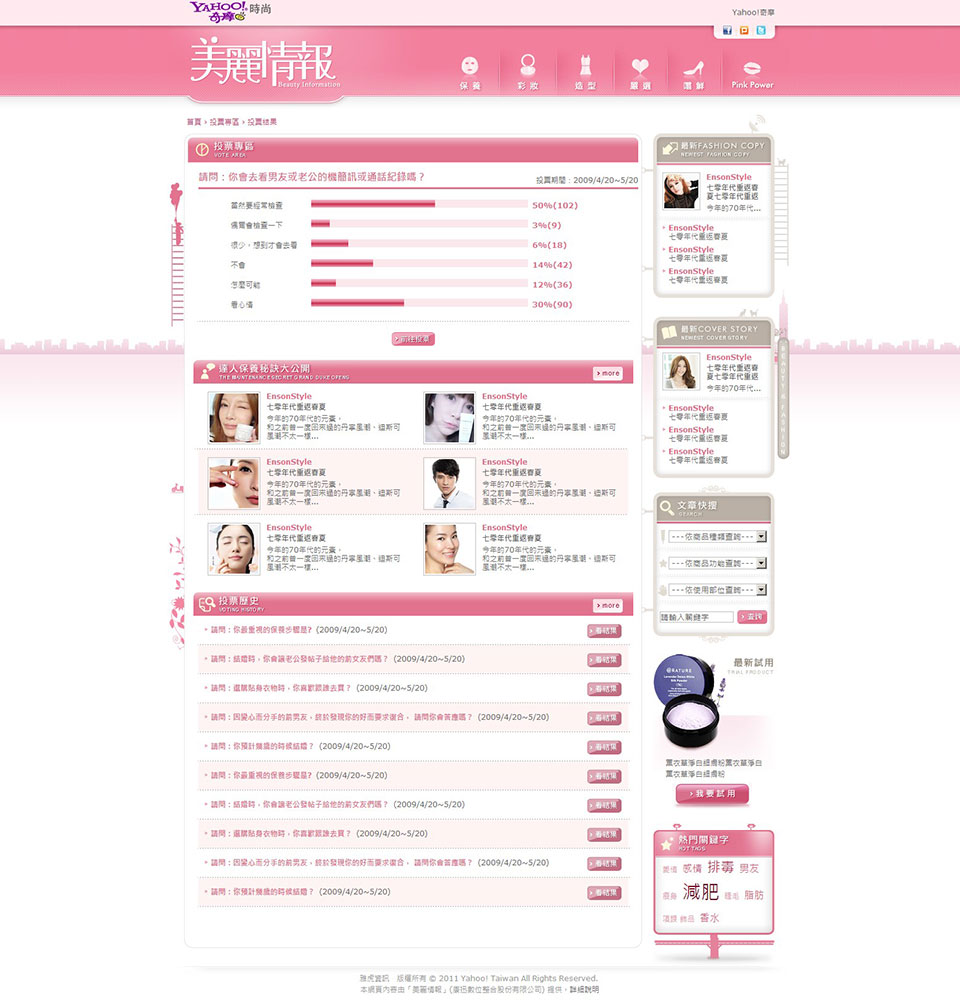 YAHOO!
奇摩
時尚
Yahoo!奇摩
美麗情報
Beauty Information
保養
彩妝
造型
嚴選
嚐鮮
Pink Power
首頁 › 投票專區 › 投票結果
投票專區
VOTE AREA
請問：你會去看男友或老公的機簡訊或通話紀錄嗎？
投票期間：2009/4/20~5/20
當然要經常檢查
50%(102)
偶爾會檢查一下
3%(9)
很少，想到才會去看
6%(18)
不會
14%(42)
怎麼可能
12%(36)
看心情
30%(90)
前往投票
達人保養秘訣大公開
THE MAINTENANCE SECRET GRAND DUKE OPENS
more
EnsonStyle
七零年代重返春夏
今年的70年代的元素，
和之前曾一度回來過的丹寧風潮、迪斯可
風潮不太一樣...
EnsonStyle
七零年代重返春夏
今年的70年代的元素，
和之前曾一度回來過的丹寧風潮、迪斯可
風潮不太一樣...
EnsonStyle
七零年代重返春夏
今年的70年代的元素，
和之前曾一度回來過的丹寧風潮、迪斯可
風潮不太一樣...
EnsonStyle
七零年代重返春夏
今年的70年代的元素，
和之前曾一度回來過的丹寧風潮、迪斯可
風潮不太一樣...
EnsonStyle
七零年代重返春夏
今年的70年代的元素，
和之前曾一度回來過的丹寧風潮、迪斯可
風潮不太一樣...
EnsonStyle
七零年代重返春夏
今年的70年代的元素，
和之前曾一度回來過的丹寧風潮、迪斯可
風潮不太一樣...
投票歷史
VOTING HISTORY
more
請問：你最重視的保養步驟是? (2009/4/20~5/20)
看結果
請問：結婚時，你會讓老公發帖子給他的前女友們嗎？ (2009/4/20~5/20)
看結果
請問：選購貼身衣物時，你喜歡跟誰去買？ (2009/4/20~5/20)
看結果
請問：因變心而分手的前男友，終於發現你的好而要求復合， 請問你會答應嗎？ (2009/4/20~5/20)
看結果
請問：你預計幾歲的時候結婚？ (2009/4/20~5/20)
看結果
請問：你最重視的保養步驟是? (2009/4/20~5/20)
看結果
請問：結婚時，你會讓老公發帖子給他的前女友們嗎？ (2009/4/20~5/20)
看結果
請問：選購貼身衣物時，你喜歡跟誰去買？ (2009/4/20~5/20)
看結果
請問：因變心而分手的前男友，終於發現你的好而要求復合， 請問你會答應嗎？ (2009/4/20~5/20)
看結果
請問：你預計幾歲的時候結婚？ (2009/4/20~5/20)
看結果
最新FASHION COPY
NEWEST FASHION COPY
EnsonStyle
七零年代重返春
夏七零年代重返
今年的70年代...
EnsonStyle
七零年代重返春夏
EnsonStyle
七零年代重返春夏
EnsonStyle
七零年代重返春夏
最新COVER STORY
NEWEST COVER STORY
EnsonStyle
七零年代重返春
夏七零年代重返
今年的70年代...
EnsonStyle
七零年代重返春夏
EnsonStyle
七零年代重返春夏
EnsonStyle
七零年代重返春夏
BEAUTY & FASHION
文章快搜
SEARCH
---依商品種類查詢---
---依商品功能查詢---
---依使用部位查詢---
請輸入關鍵字
查詢
最新試用
TRIAL PRODUCT
薰衣草淨白細膚粉薰衣草淨白
薰衣草淨白細膚粉
我要試用
熱門關鍵字
HOT TAGS
愛情 感情 排毒 男友
瘦身 減肥 睫毛 脂肪
項鍊 飾品 香水
雅虎資訊 版權所有 © 2011 Yahoo! Taiwan All Rights Reserved.
本網頁內容由「美麗情報」(康迅數位整合股份有限公司) 提供，詳細說明